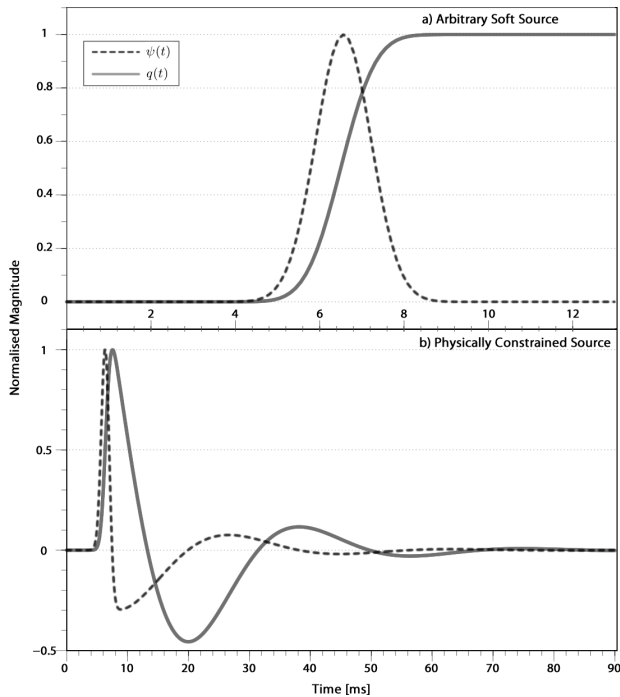 a) Arbitrary Soft Source
1
ψ(t)
q(t)
0.8
0.6
0.4
0.2
0
2 4 6 8 10 12
Normalised Magnitude
b) Physically Constrained Source
1
0.5
0
−0.5
0 10 20 30 40 50 60 70 80 90
Time [ms]